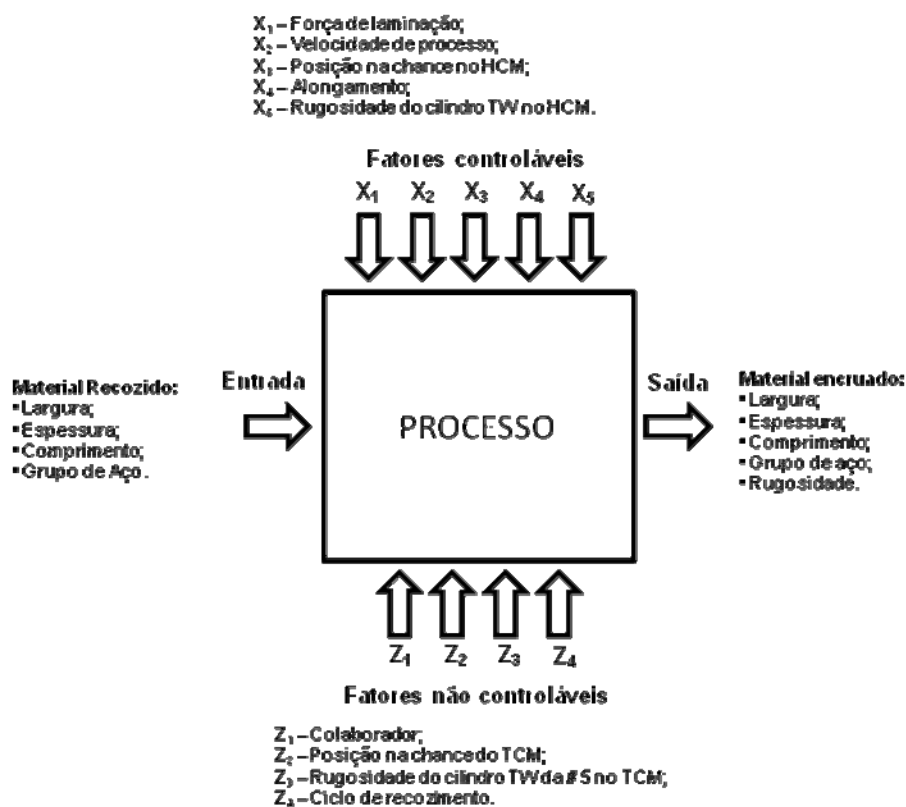 X₁ – Força de laminação;
X₂ – Velocidade de processo;
X₃ – Posição na chance no HCM;
X₄ – Alongamento;
X₅ – Rugosidade do cilindro TW no HCM.
Fatores controláveis
X₁ X₂ X₃ X₄ X₅
Material Recozido:
▪Largura;
▪Espessura;
▪Comprimento;
▪Grupo de Aço.
Entrada
PROCESSO
Saída
Material encruado:
▪Largura;
▪Espessura;
▪Comprimento;
▪Grupo de aço;
▪Rugosidade.
Z₁ Z₂ Z₃ Z₄
Fatores não controláveis
Z₁ – Colaborador;
Z₂ – Posição na chance do TCM;
Z₃ – Rugosidade do cilindro TW da #5 no TCM;
Z₄ – Ciclo de recozimento.